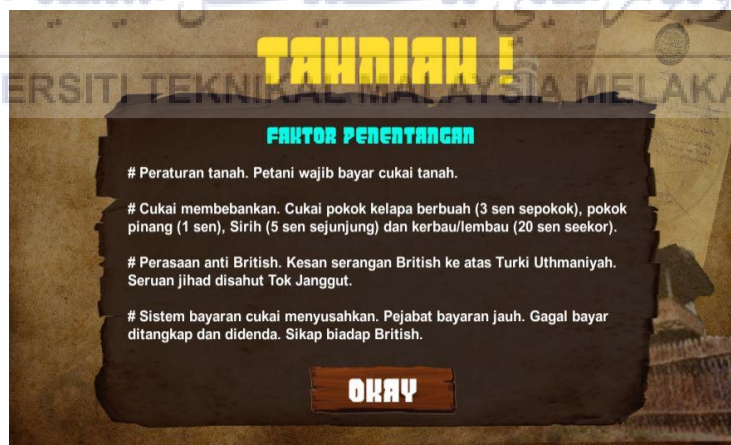 TAHNIAH !
ERSITI TEKNIKAL MALAYSIA MELAKA
FAKTOR PENENTANGAN
# Peraturan tanah. Petani wajib bayar cukai tanah.
# Cukai membebankan. Cukai pokok kelapa berbuah (3 sen sepokok), pokok
pinang (1 sen), Sirih (5 sen sejunjung) dan kerbau/lembau (20 sen seekor).
# Perasaan anti British. Kesan serangan British ke atas Turki Uthmaniyah.
Seruan jihad disahut Tok Janggut.
# Sistem bayaran cukai menyusahkan. Pejabat bayaran jauh. Gagal bayar
ditangkap dan didenda. Sikap biadap British.
OKAY